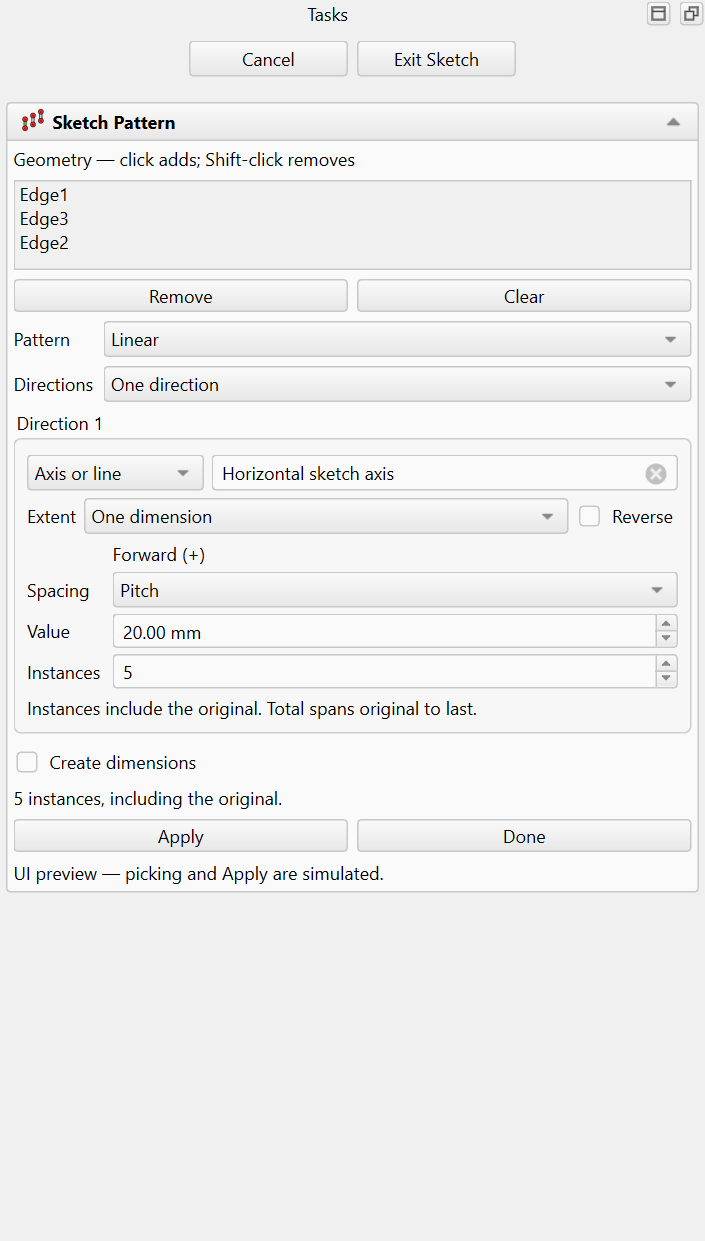 Tasks
Cancel Exit Sketch
Sketch Pattern
Geometry — click adds; Shift-click removes
Edge1
Edge3
Edge2
Remove Clear
Pattern Linear
Directions One direction
Direction 1
Axis or line Horizontal sketch axis
Extent One dimension Reverse
Forward (+)
Spacing Pitch
Value 20.00 mm
Instances 5
Instances include the original. Total spans original to last.
Create dimensions
5 instances, including the original.
Apply Done
UI preview — picking and Apply are simulated.